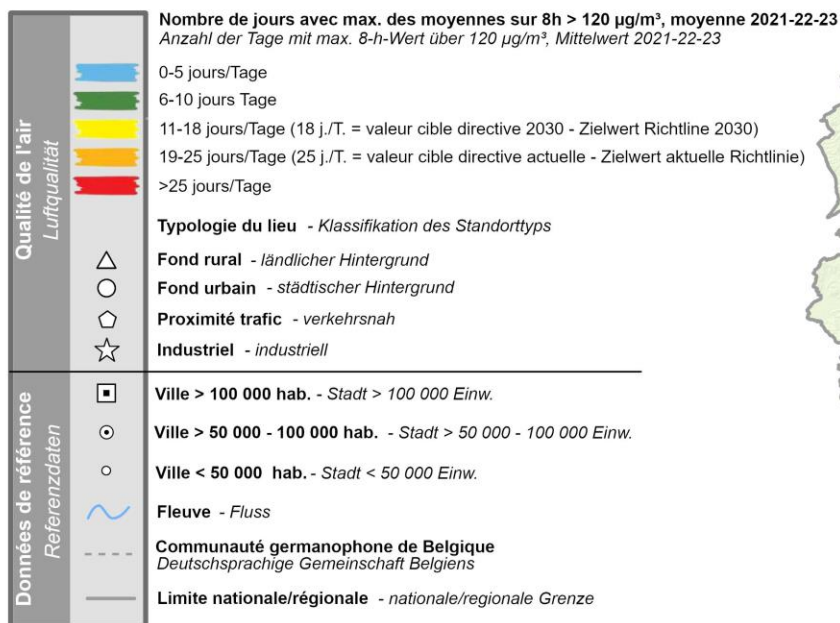 Nombre de jours avec max. des moyennes sur 8h > 120 µg/m³, moyenne 2021-22-23
Anzahl der Tage mit max. 8-h-Wert über 120 µg/m³, Mittelwert 2021-22-23
Qualité de l'air
Luftqualität
0-5 jours/Tage
6-10 jours Tage
11-18 jours/Tage (18 j./T. = valeur cible directive 2030 - Zielwert Richtline 2030)
19-25 jours/Tage (25 j./T. = valeur cible directive actuelle - Zielwert aktuelle Richtlinie)
>25 jours/Tage
Typologie du lieu - Klassifikation des Standorttyps
Fond rural - ländlicher Hintergrund
Fond urbain - städtischer Hintergrund
Proximité trafic - verkehrsnah
Industriel - industriell
Données de référence
Referenzdaten
Ville > 100 000 hab. - Stadt > 100 000 Einw.
Ville > 50 000 - 100 000 hab. - Stadt > 50 000 - 100 000 Einw.
Ville < 50 000 hab. - Stadt < 50 000 Einw.
Fleuve - Fluss
Communauté germanophone de Belgique
Deutschsprachige Gemeinschaft Belgiens
Limite nationale/régionale - nationale/regionale Grenze